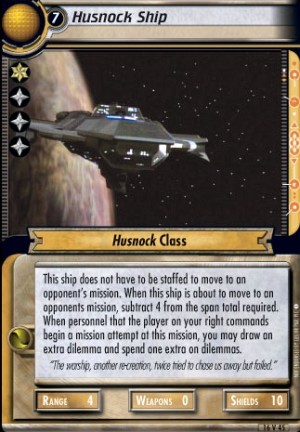 7 Husnock Ship
Husnock Class
This ship does not have to be staffed to move to an
opponent's mission. When this ship is about to move to an
opponents mission, subtract 4 from the span total required.
When personnel that the player on your right commands
begin a mission attempt at this mission, you may draw an
extra dilemma and spend one extra on dilemmas.
"The warship, another re-creation, twice tried to chase us away but failed."
RANGE 4 WEAPONS 0 SHIELDS 10
16 V 45